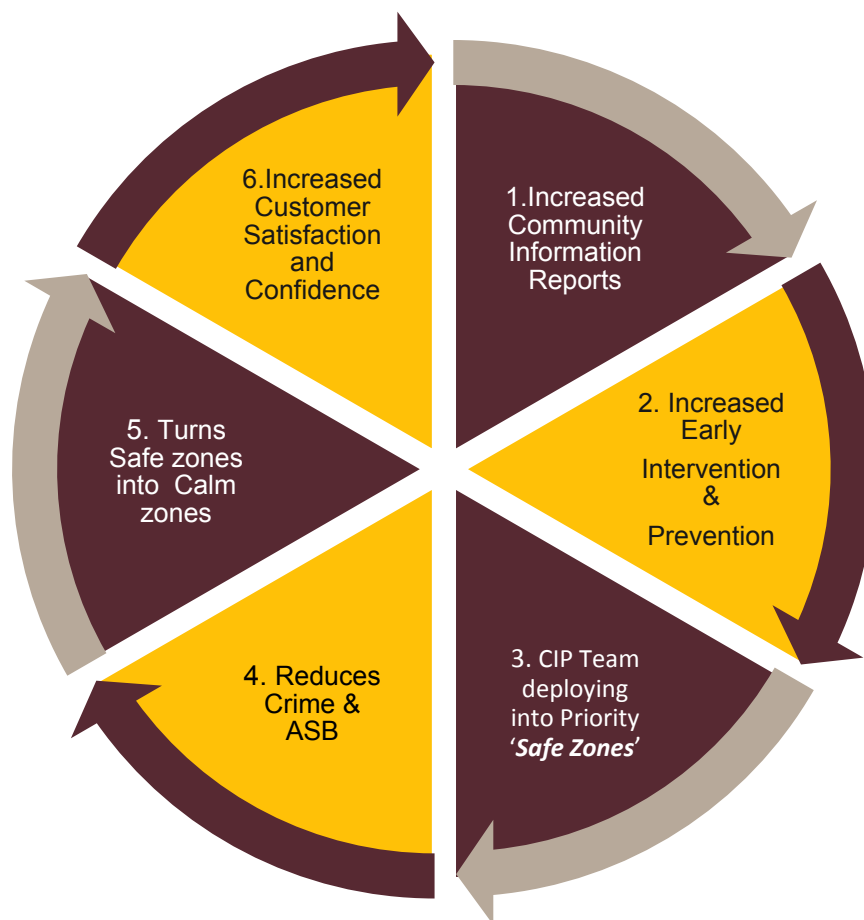 1.Increased
Community
Information
Reports
2. Increased
Early
Intervention
&
Prevention
3. CIP Team
deploying
into Priority
‘Safe Zones’
4. Reduces
Crime &
ASB
5. Turns
Safe zones
into Calm
zones
6.Increased
Customer
Satisfaction
and
Confidence